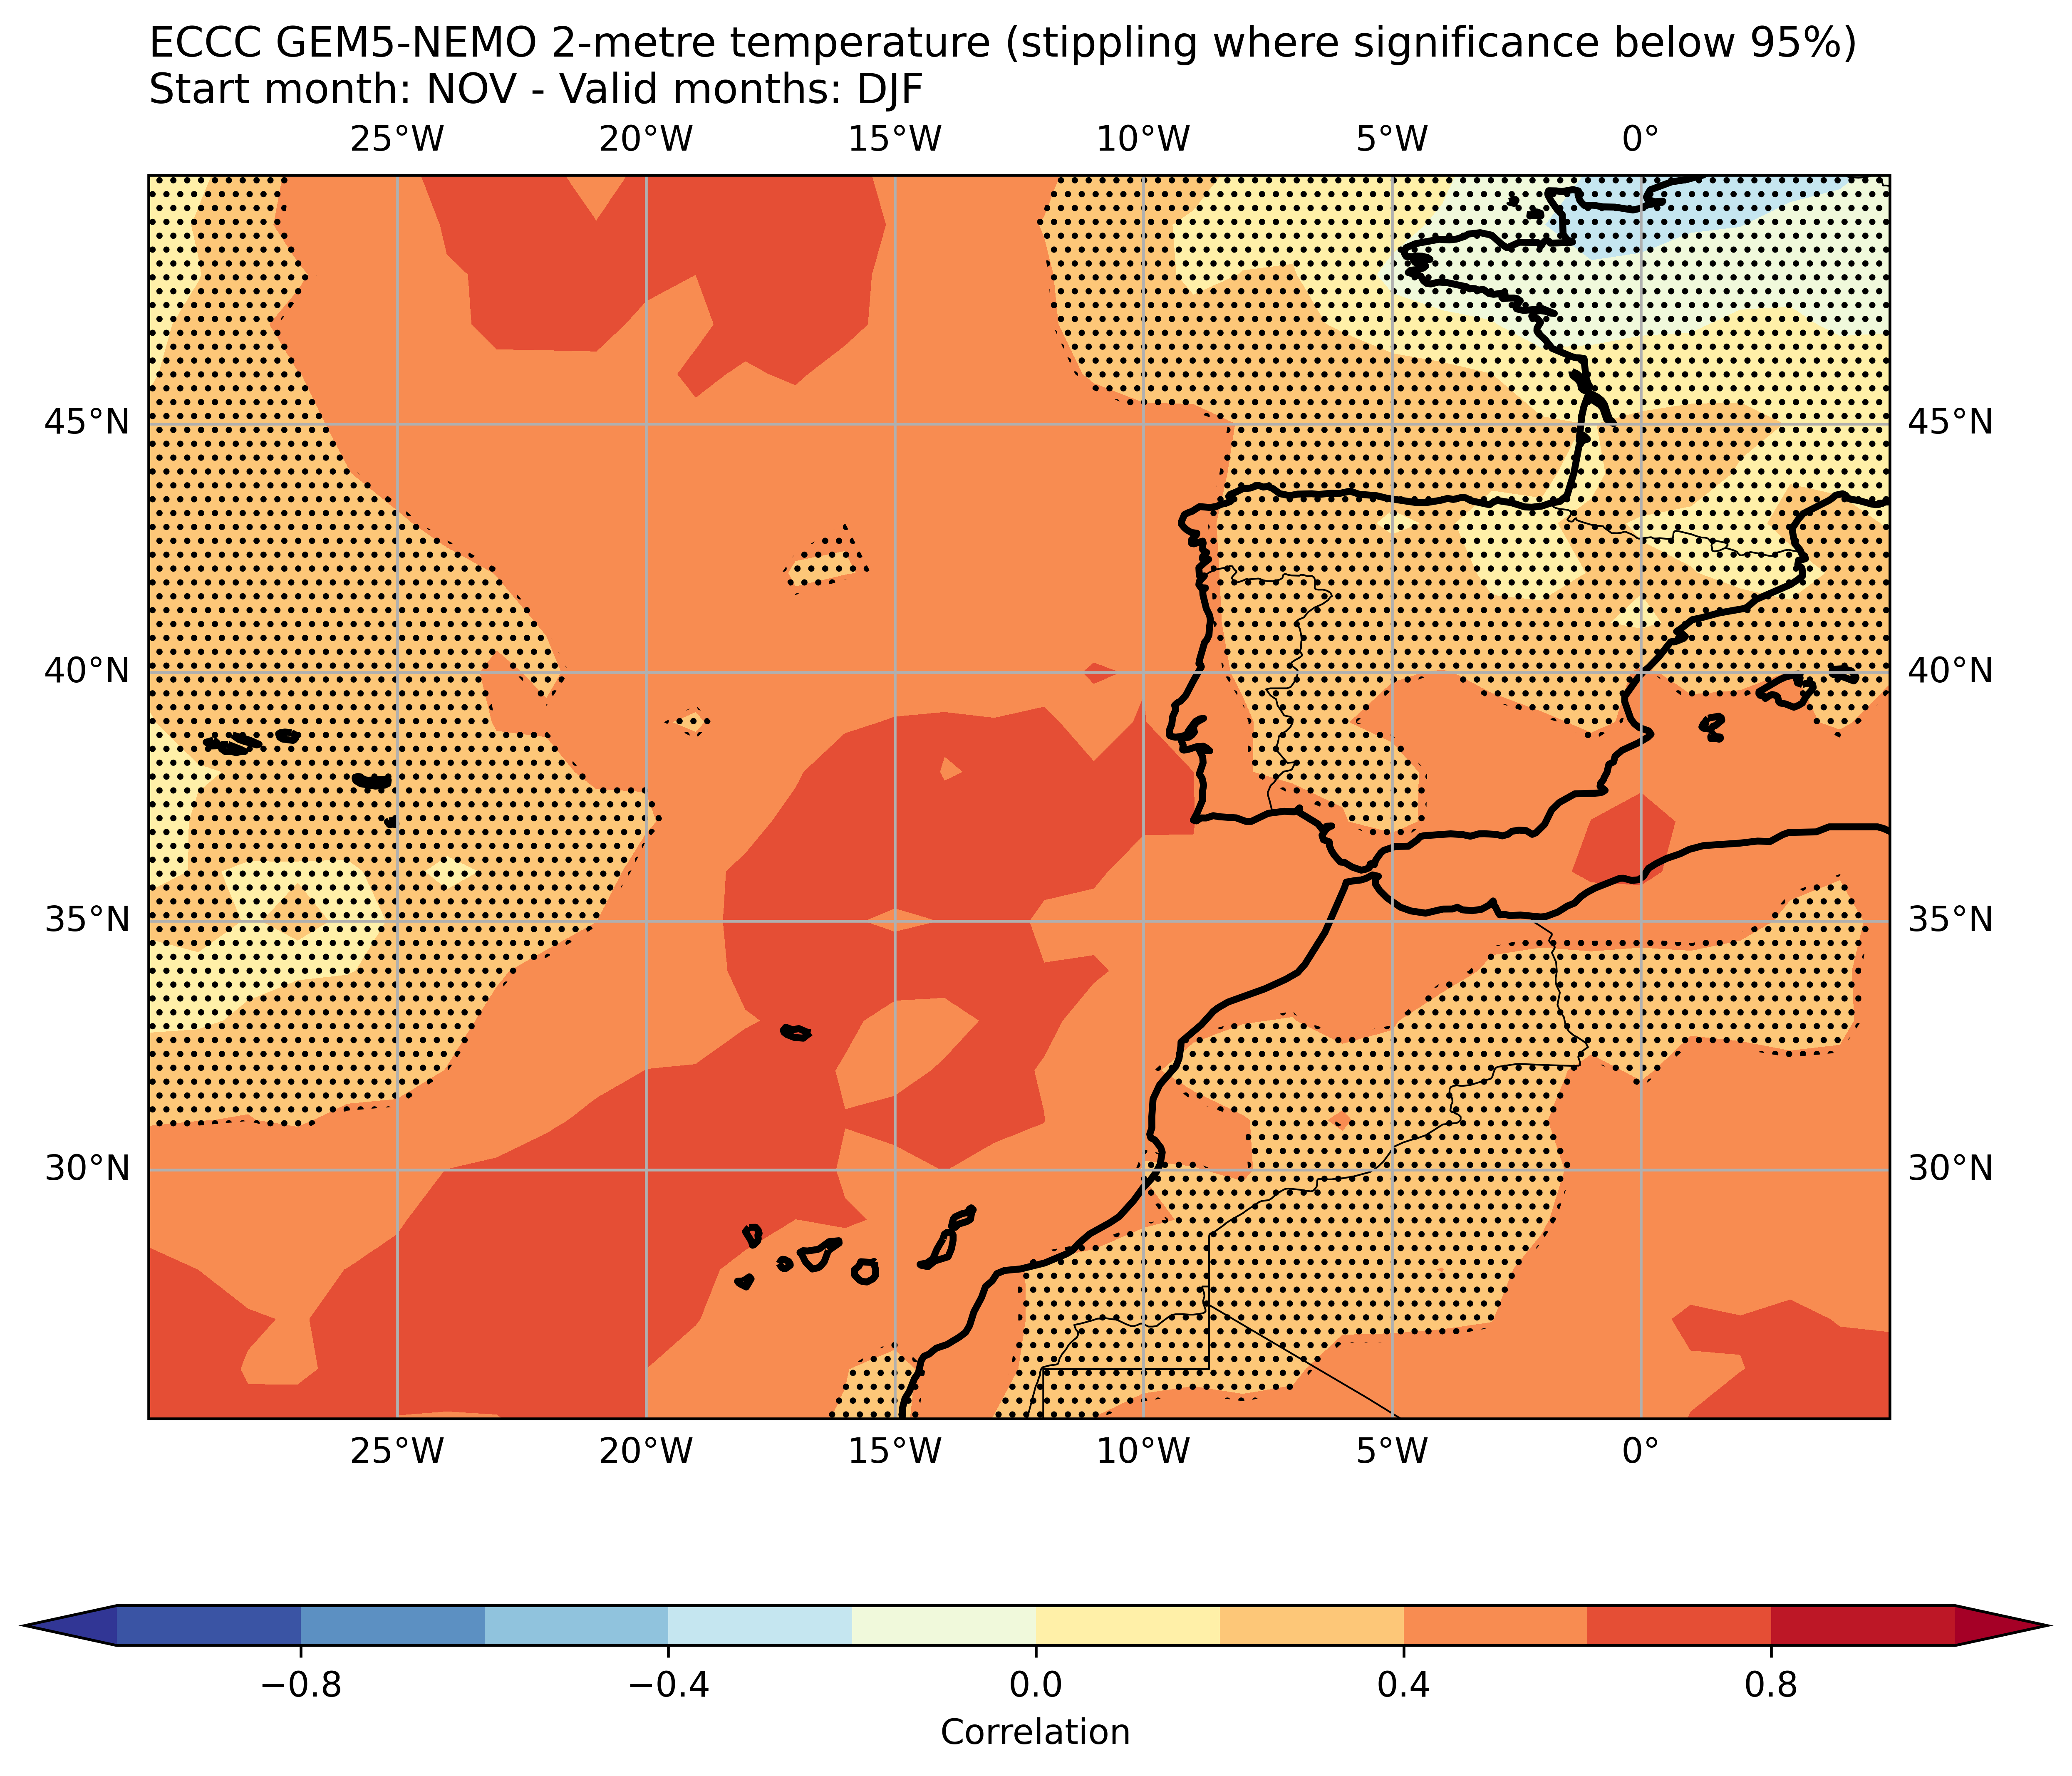 ECCC GEM5-NEMO 2-metre temperature (stippling where significance below 95%)
Start month: NOV - Valid months: DJF
25°W 20°W 15°W 10°W 5°W 0°
45°N 45°N
40°N 40°N
35°N 35°N
30°N 30°N
25°W 20°W 15°W 10°W 5°W 0°
−0.8 −0.4 0.0 0.4 0.8
Correlation